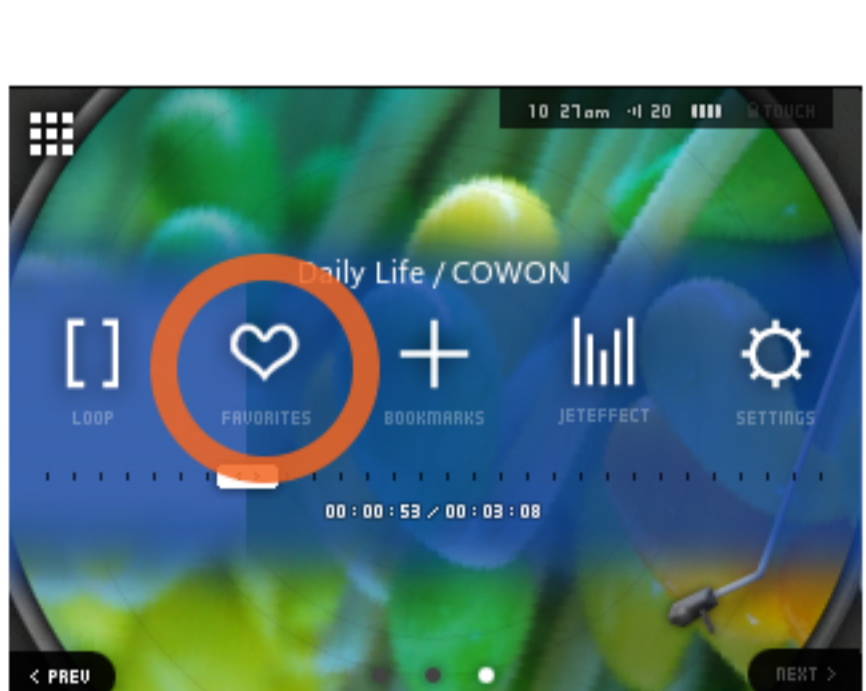 10 27am 20 TOUCH
Daily Life / COWON
LOOP FAVORITES BOOKMARKS JETEFFECT SETTINGS
00:00:53 / 00:03:08
< PREV NEXT >